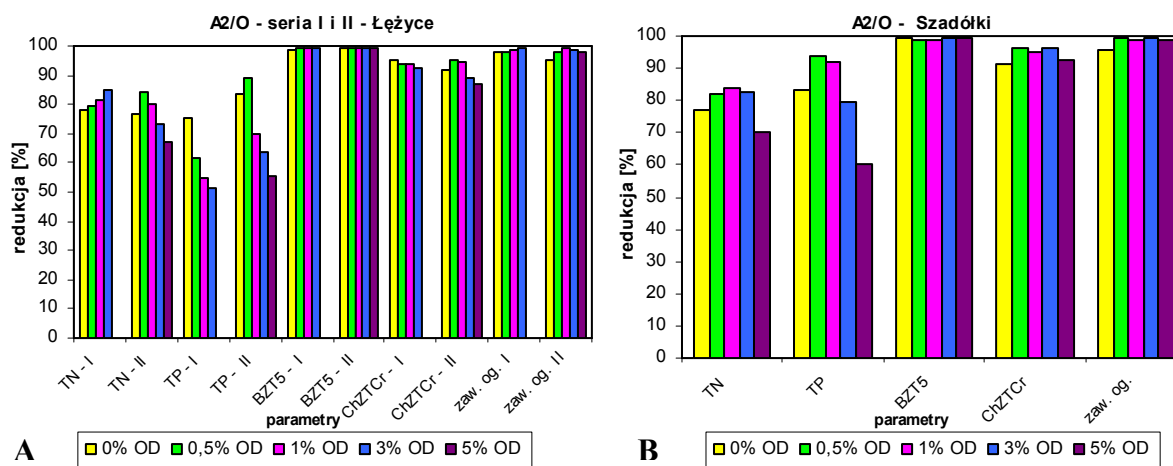 A2/O - seria I i II - Łężyce
redukcja [%]
100
90
80
70
60
50
40
30
20
10
0
TN - I
TN - II
TP - I
TP - II
BZT5 - I
BZT5 - II
ChZTCr - I
ChZTCr - II
zaw. og. I
zaw. og. II
parametry
A
0% OD 0,5% OD 1% OD 3% OD 5% OD
A2/O - Szadółki
redukcja [%]
100
90
80
70
60
50
40
30
20
10
0
TN
TP
BZT5
ChZTCr
zaw. og.
parametry
B
0% OD 0,5% OD 1% OD 3% OD 5% OD